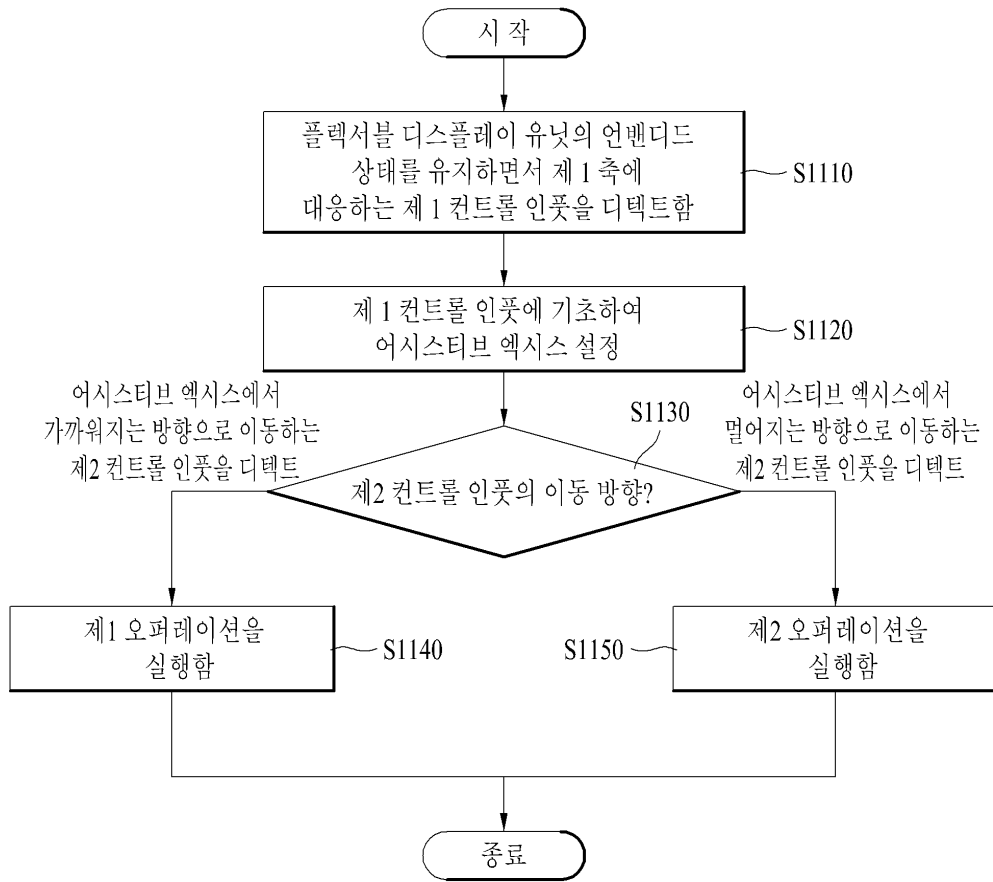 시 작
플렉서블 디스플레이 유닛의 언밴디드
상태를 유지하면서 제 1 축에
대응하는 제 1 컨트롤 인풋을 디텍트함
S1110
제 1 컨트롤 인풋에 기초하여
어시스티브 엑시스 설정
S1120
어시스티브 엑시스에서
가까워지는 방향으로 이동하는
제2 컨트롤 인풋을 디텍트
S1130
어시스티브 엑시스에서
멀어지는 방향으로 이동하는
제2 컨트롤 인풋을 디텍트
제2 컨트롤 인풋의 이동 방향?
제1 오퍼레이션을
실행함
S1140
S1150
제2 오퍼레이션을
실행함
종료